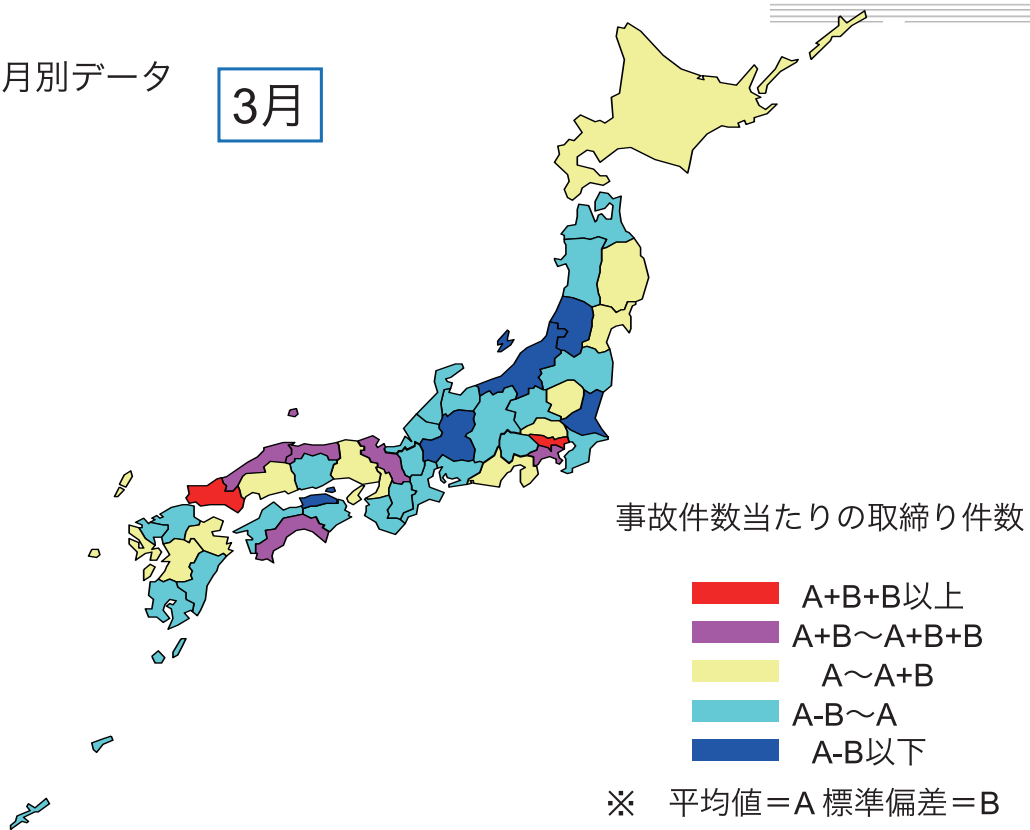 月別データ
3月
事故件数当たりの取締り件数
A+B+B以上
A+B～A+B+B
A～A+B
A-B～A
A-B以下
※ 平均値＝A 標準偏差＝B